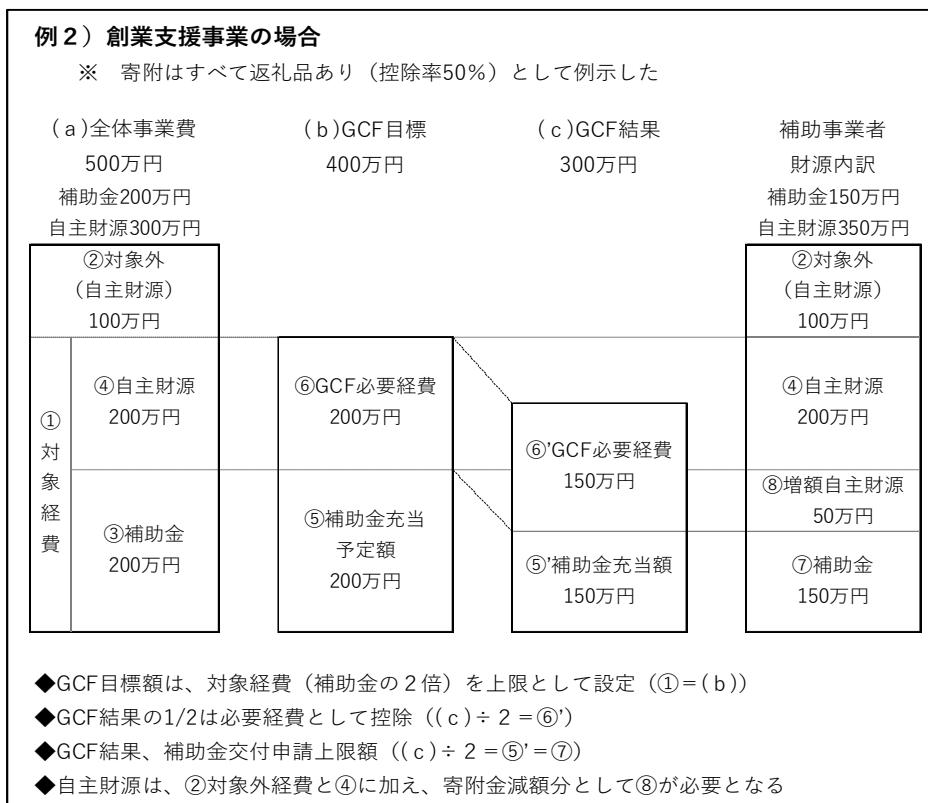 例２）創業支援事業の場合
※　寄附はすべて返礼品あり（控除率50％）として例示した
(ａ)全体事業費
500万円
補助金200万円
自主財源300万円
(ｂ)GCF目標
400万円
(ｃ)GCF結果
300万円
補助事業者
財源内訳
補助金150万円
自主財源350万円
②対象外
（自主財源）
100万円
①
対
象
経
費
④自主財源
200万円
③補助金
200万円
⑥GCF必要経費
200万円
⑤補助金充当
予定額
200万円
⑥’GCF必要経費
150万円
⑤’補助金充当額
150万円
②対象外
（自主財源）
100万円
④自主財源
200万円
⑧増額自主財源
50万円
⑦補助金
150万円
◆GCF目標額は、対象経費（補助金の２倍）を上限として設定（①＝(ｂ)）
◆GCF結果の1/2は必要経費として控除（(ｃ)÷２＝⑥’）
◆GCF結果、補助金交付申請上限額（(ｃ)÷２＝⑤’＝⑦）
◆自主財源は、②対象外経費と④に加え、寄附金減額分として⑧が必要となる